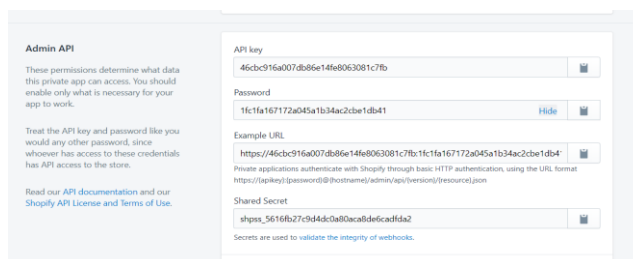 Admin API
These permissions determine what data
this private app can access. You should
enable only what is necessary for your
app to work.
Treat the API key and password like you
would any other password, since
whoever has access to these credentials
has API access to the store.
Read our API documentation and our
Shopify API License and Terms of Use.
API key
46cbc916a007db86e14fe8063081c7fb
Password
1fc1fa167172a045a1b34ac2cbe1db41
Hide
Example URL
https://46cbc916a007db86e14fe8063081c7fb:1fc1fa167172a045a1b34ac2cbe1db4
Private applications authenticate with Shopify through basic HTTP authentication, using the URL format
https://{apikey}:{password}@{hostname}/admin/api/{version}/{resource}.json
Shared Secret
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
Secrets are used to validate the integrity of webhooks.